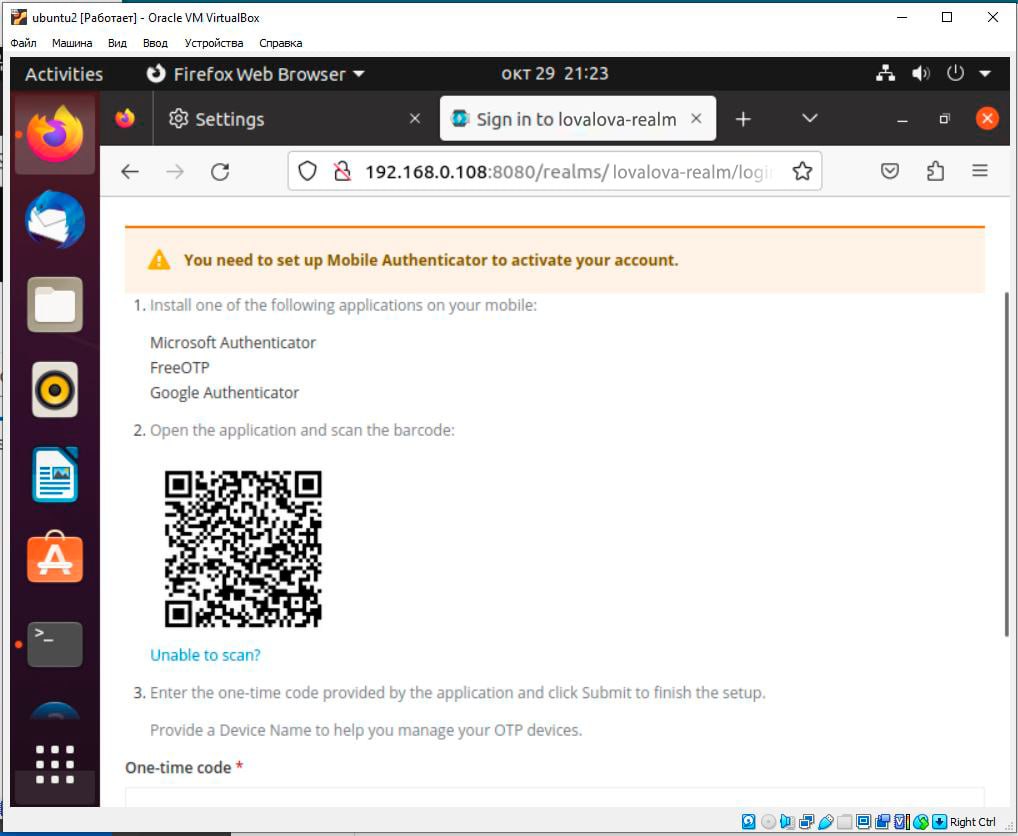 ubuntu2 [Работает] - Oracle VM VirtualBox
Файл Машина Вид Ввод Устройства Справка
Activities Firefox Web Browser окт 29 21:23
Settings Sign in to lovalova-realm
192.168.0.108:8080/realms/lovalova-realm/logi
You need to set up Mobile Authenticator to activate your account.
1. Install one of the following applications on your mobile:
Microsoft Authenticator
FreeOTP
Google Authenticator
2. Open the application and scan the barcode:
Unable to scan?
3. Enter the one-time code provided by the application and click Submit to finish the setup.
Provide a Device Name to help you manage your OTP devices.
One-time code *
Right Ctrl